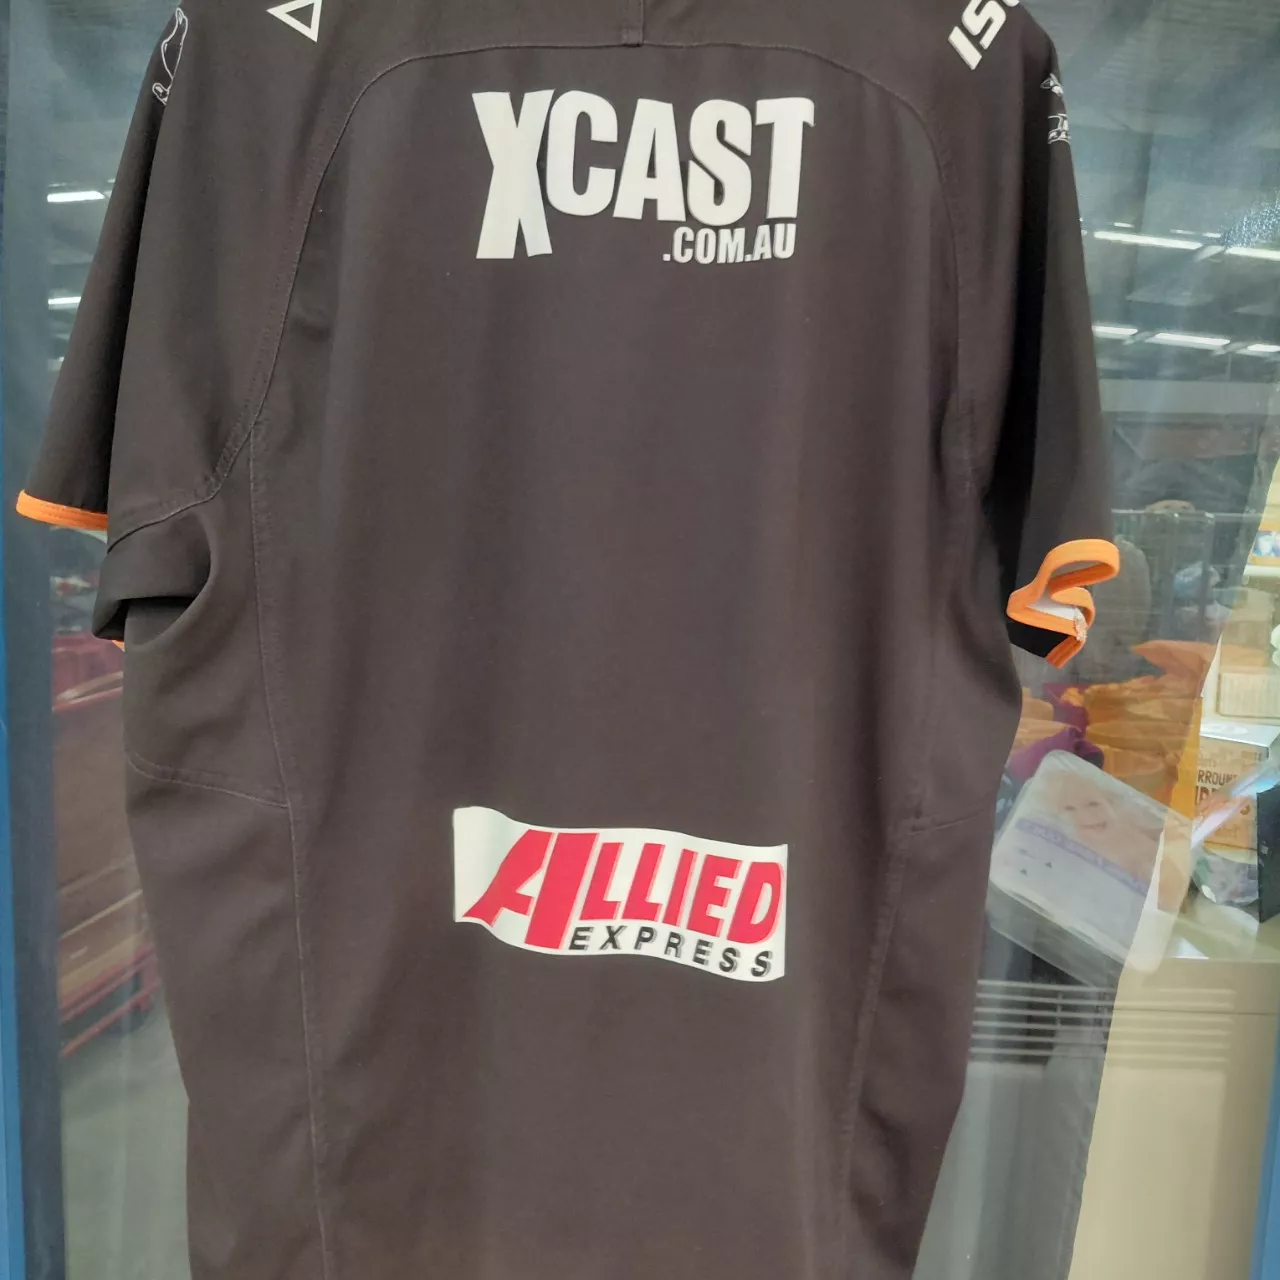 XCAST
.COM.AU
ALLIED
EXPRESS